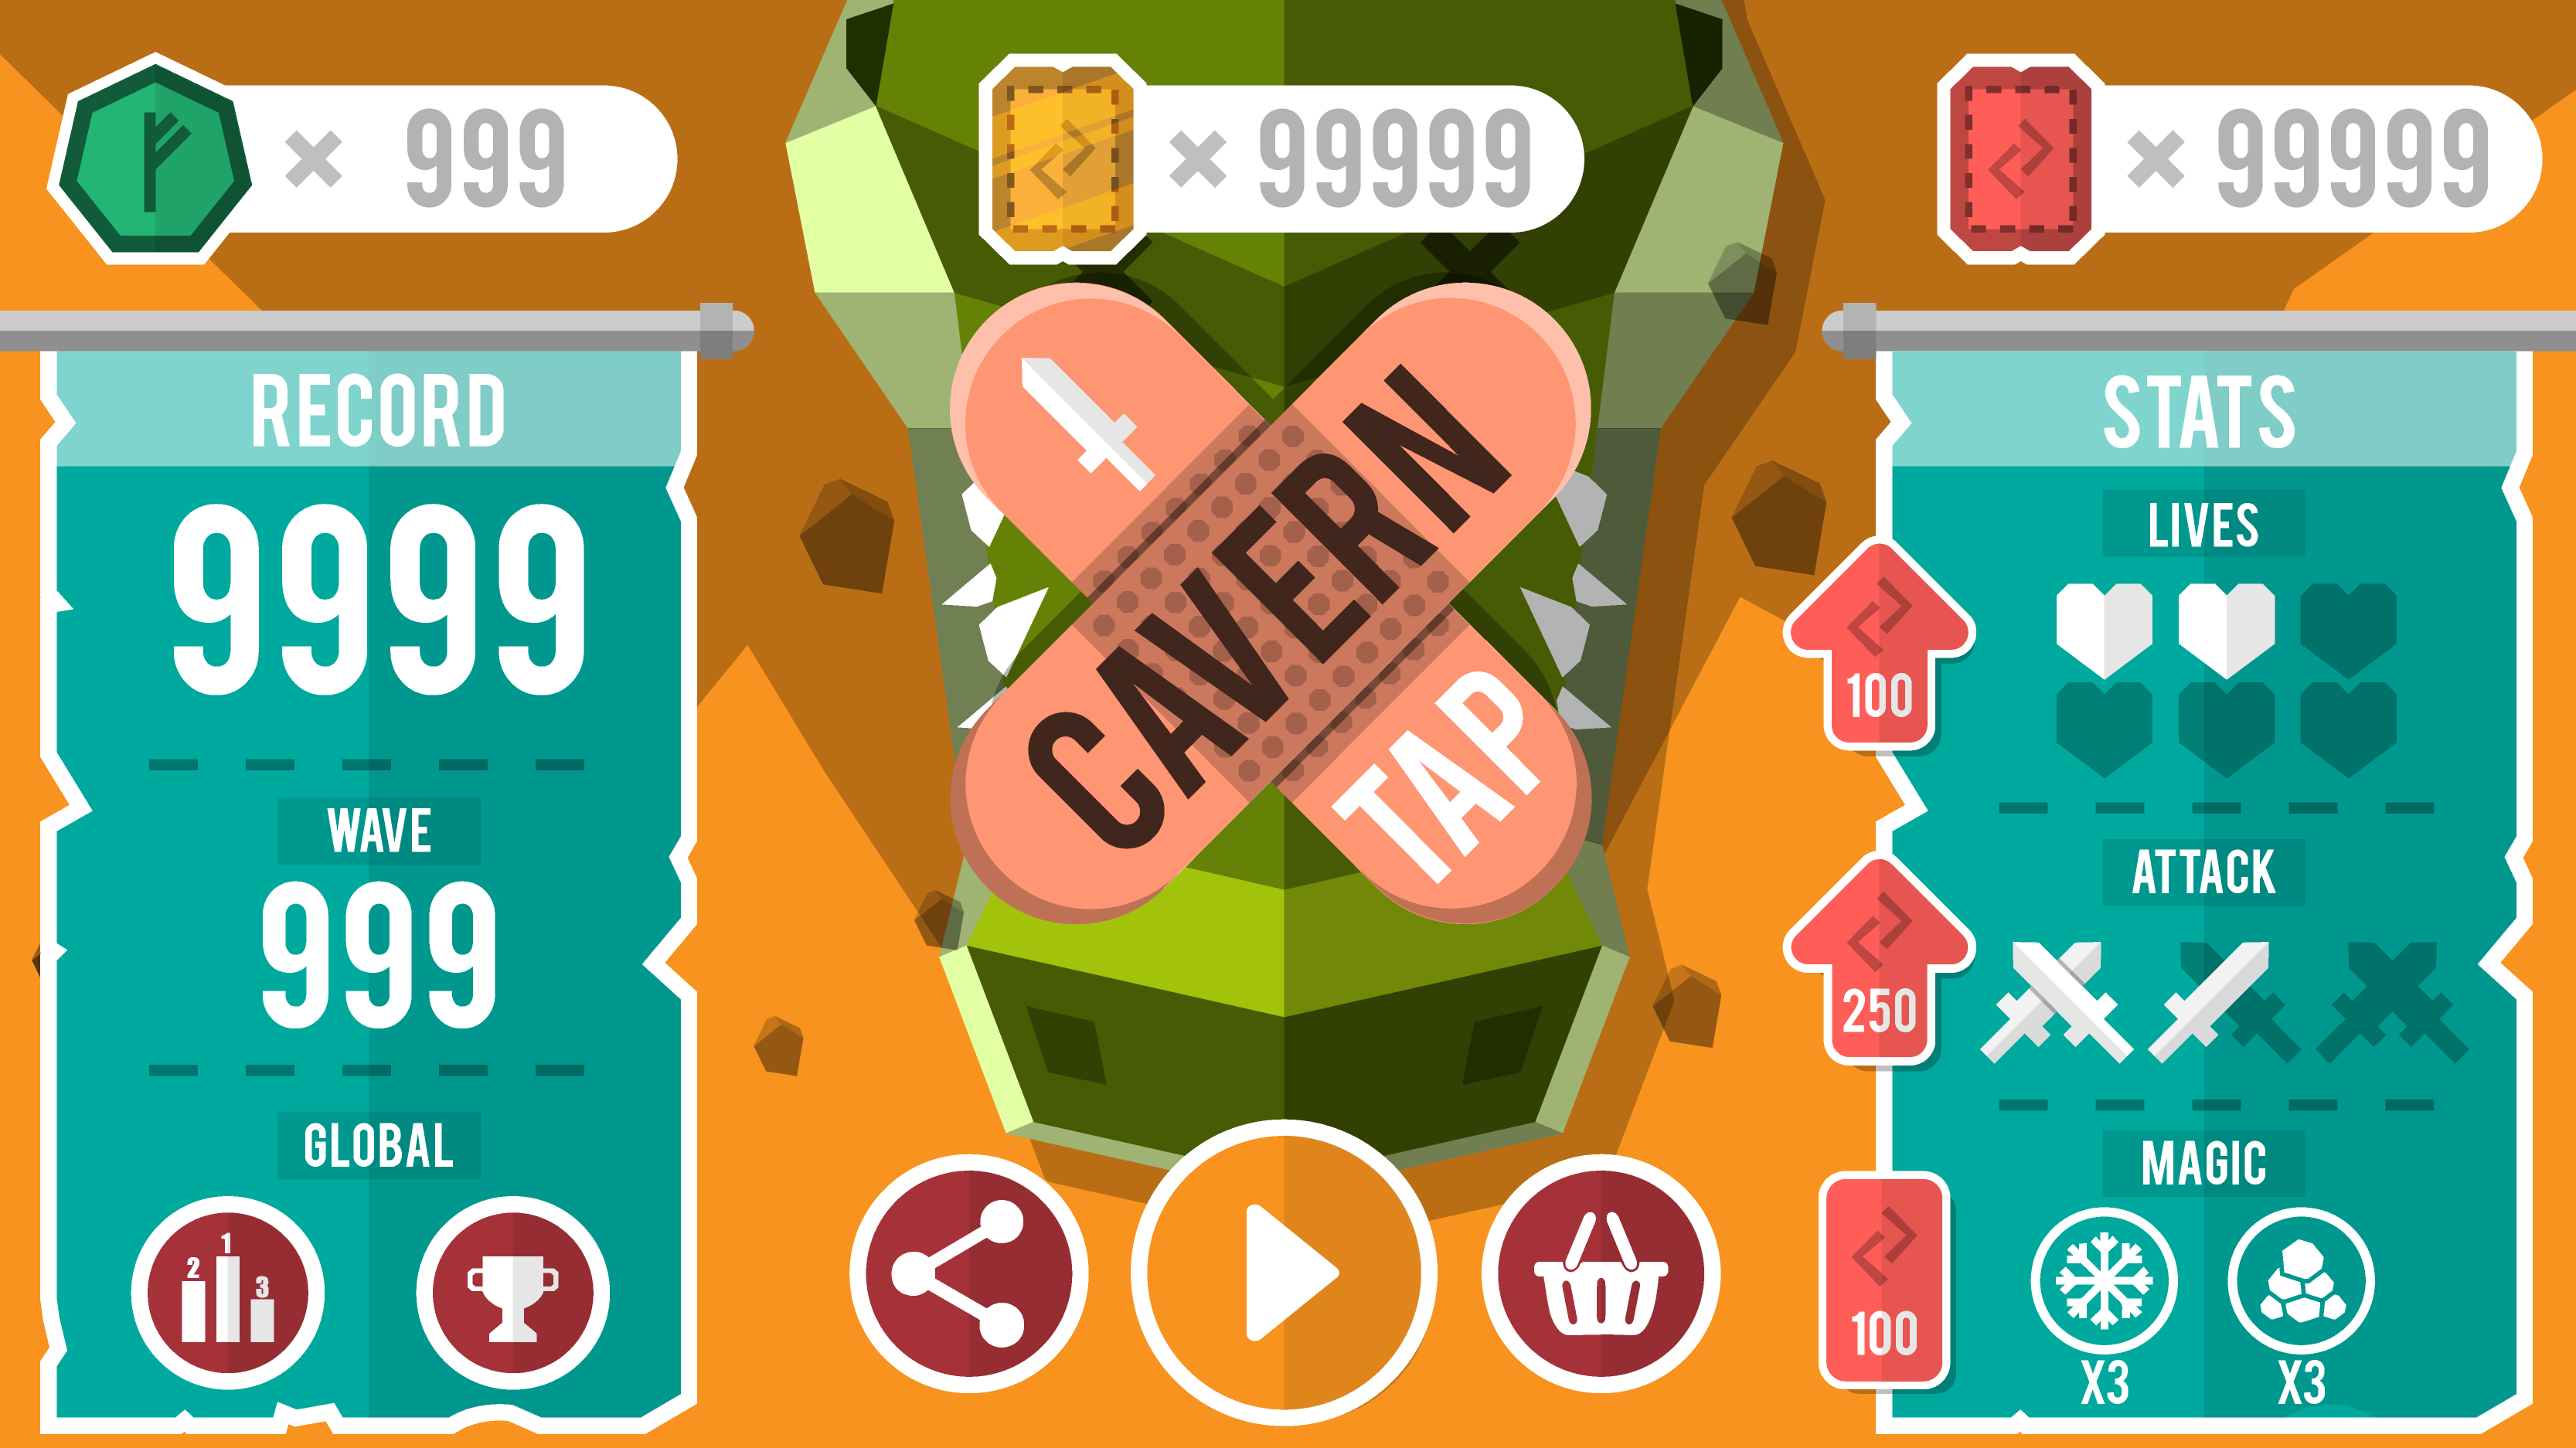 × 999
× 99999
× 99999
RECORD
9999
WAVE
999
GLOBAL
2 1 3
CAVERN
TAP
STATS
LIVES
100
ATTACK
250
MAGIC
100
X3 X3